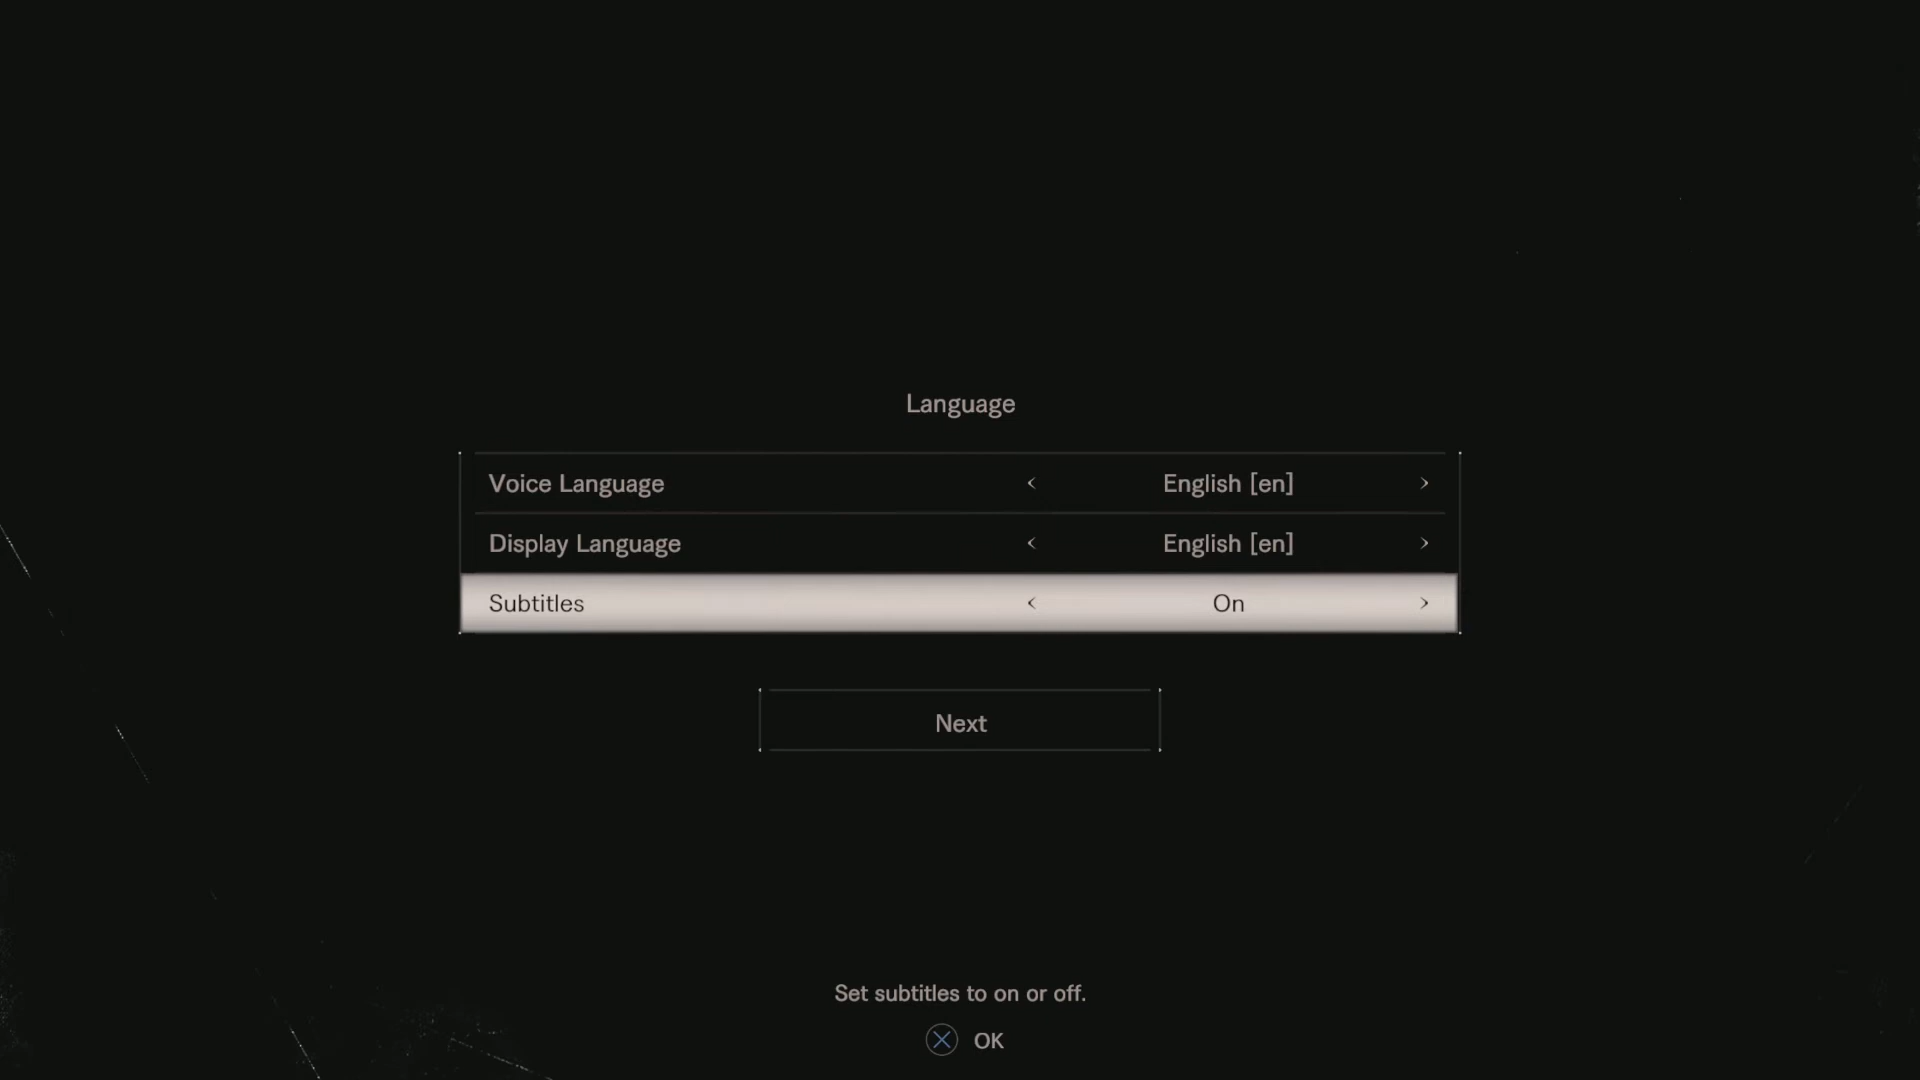 Language
Voice Language < English [en] >
Display Language < English [en] >
Subtitles < On >
Next
Set subtitles to on or off.
OK